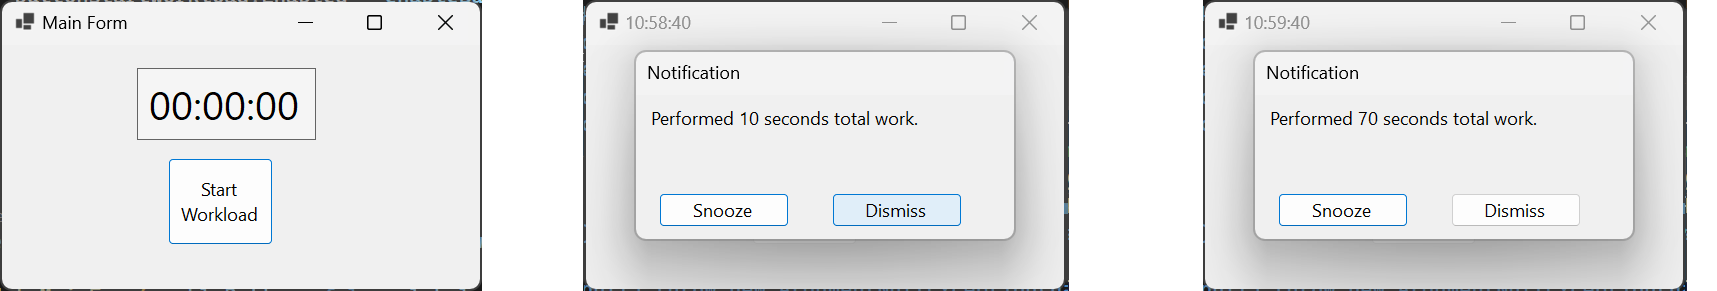 Main Form
00:00:00
Start
Workload
10:58:40
Notification
Performed 10 seconds total work.
Snooze
Dismiss
10:59:40
Notification
Performed 70 seconds total work.
Snooze
Dismiss